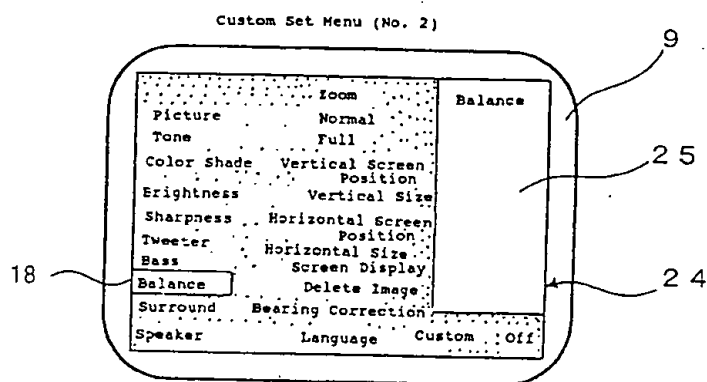 Custom Set Menu (No. 2)
9
Zoom
Balance
Picture
Normal
Tone
Full
25
Color Shade
Vertical Screen
Position
Brightness
Vertical Size
Sharpness
Horizontal Screen
Position
Tweeter
Horizontal Size
Bass
Screen Display
18
Balance
Delete Image
24
Surround
Bearing Correction
Speaker
Language
Custom
Off